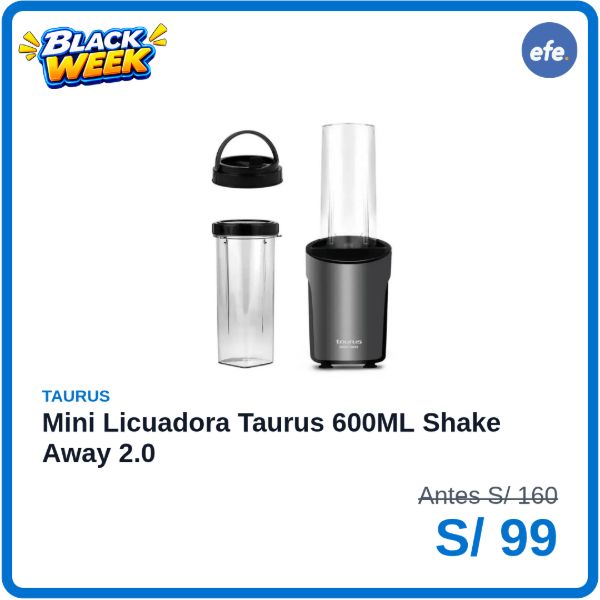 BLACK
WEEK
efe.
taurus
TAURUS
Mini Licuadora Taurus 600ML Shake
Away 2.0
Antes S/ 160
S/ 99